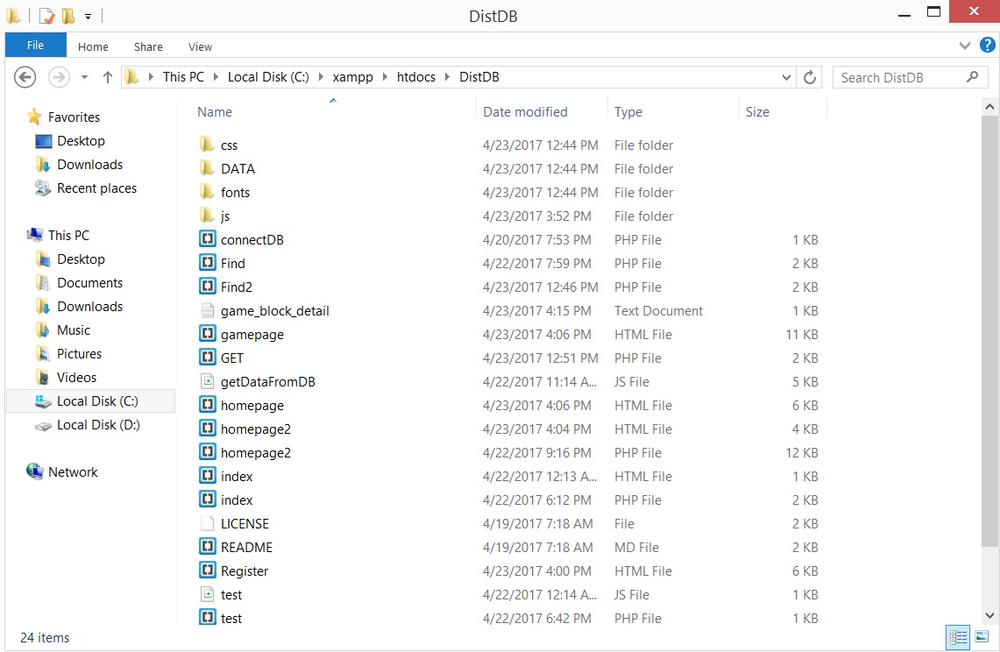 DistDB
File Home Share View
This PC Local Disk (C:) xampp htdocs DistDB Search DistDB
Name Date modified Type Size
Favorites
Desktop
Downloads
Recent places
This PC
Desktop
Documents
Downloads
Music
Pictures
Videos
Local Disk (C:)
Local Disk (D:)
Network
css 4/23/2017 12:44 PM File folder
DATA 4/23/2017 12:44 PM File folder
fonts 4/23/2017 12:44 PM File folder
js 4/23/2017 3:52 PM File folder
connectDB 4/20/2017 7:53 PM PHP File 1 KB
Find 4/22/2017 7:59 PM PHP File 2 KB
Find2 4/23/2017 12:46 PM PHP File 2 KB
game_block_detail 4/23/2017 4:15 PM Text Document 1 KB
gamepage 4/23/2017 4:06 PM HTML File 11 KB
GET 4/23/2017 12:51 PM PHP File 2 KB
getDataFromDB 4/22/2017 11:14 A... JS File 5 KB
homepage 4/23/2017 4:06 PM HTML File 6 KB
homepage2 4/23/2017 4:04 PM HTML File 4 KB
homepage2 4/22/2017 9:16 PM PHP File 12 KB
index 4/22/2017 12:13 A... HTML File 1 KB
index 4/22/2017 6:12 PM PHP File 2 KB
LICENSE 4/19/2017 7:18 AM File 2 KB
README 4/19/2017 7:18 AM MD File 2 KB
Register 4/23/2017 4:00 PM HTML File 6 KB
test 4/22/2017 12:14 A... JS File 1 KB
test 4/22/2017 6:42 PM PHP File 1 KB
24 items